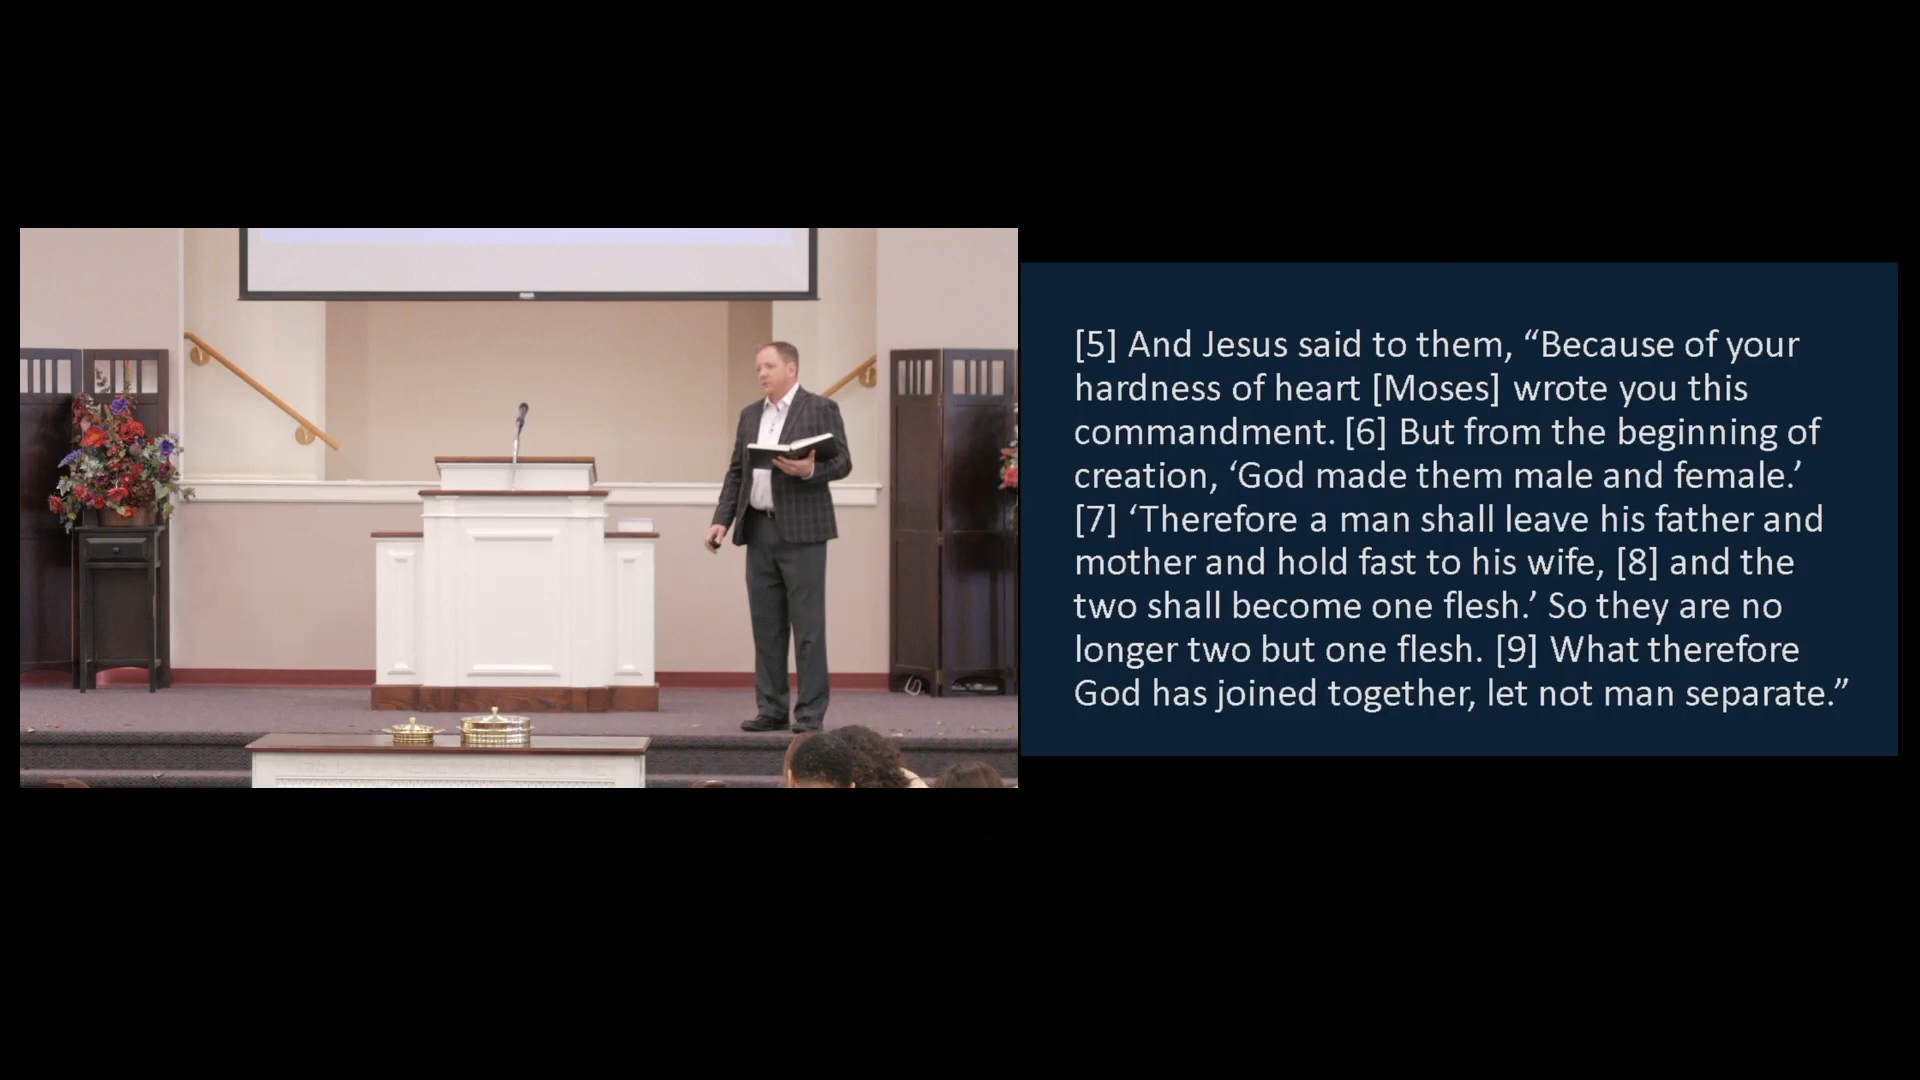 [5] And Jesus said to them, “Because of your
hardness of heart [Moses] wrote you this
commandment. [6] But from the beginning of
creation, ‘God made them male and female.’
[7] ‘Therefore a man shall leave his father and
mother and hold fast to his wife, [8] and the
two shall become one flesh.’ So they are no
longer two but one flesh. [9] What therefore
God has joined together, let not man separate.”